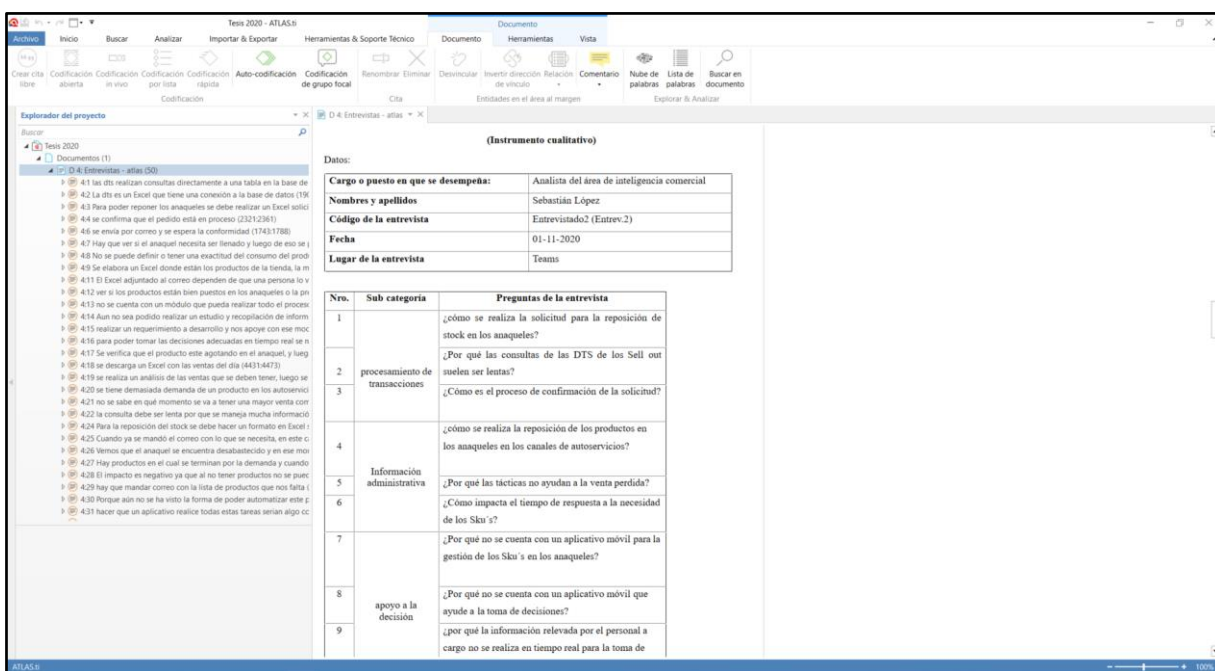 Tesis 2020 - ATLAS.ti
Documento
Archivo Inicio Buscar Analizar Importar & Exportar Herramientas & Soporte Técnico Documento Herramientas Vista
Crear cita libre
Codificación abierta
Codificación in vivo
Codificación por lista
Codificación rápida
Auto-codificación
Codificación de grupo focal
Renombrar Eliminar
Desvincular
Invertir dirección de vínculo
Relación
Comentario
Nube de palabras
Lista de palabras
Buscar en documento
Codificación Cita Entidades en el área al margen Explorar & Analizar
Explorador del proyecto
D 4: Entrevistas - atlas
Buscar
Tesis 2020
Documentos (1)
D 4: Entrevistas - atlas (50)
4:1 las dts realizan consultas directamente a una tabla en la base de
4:2 La dts es un Excel que tiene una conexión a la base de datos (19
4:3 Para poder reponer los anaqueles se debe realizar un Excel solici
4:4 se confirma que el pedido está en proceso (2321:2361)
4:6 se envía por correo y se espera la conformidad (1743:1788)
4:7 Hay que ver si el anaquel necesita ser llenado y luego de eso se
4:8 No se puede definir o tener una exactitud del consumo del prod
4:9 Se elabora un Excel donde están los productos de la tienda, la m
4:11 El Excel adjuntado al correo dependen de que una persona lo v
4:12 ver si los productos están bien puestos en los anaqueles o la pr
4:13 no se cuenta con un módulo que pueda realizar todo el proces
4:14 Aun no sea podido realizar un estudio y recopilación de inform
4:15 realizar un requerimiento a desarrollo y nos apoye con ese mo
4:16 para poder tomar las decisiones adecuadas en tiempo real se n
4:17 Se verifica que el producto este agotando en el anaquel, y lueg
4:18 se descarga un Excel con las ventas del día (4431:4473)
4:19 se realiza un análisis de las ventas que se deben tener, luego se
4:20 se tiene demasiada demanda de un producto en los autoservici
4:21 no se sabe en qué momento se va a tener una mayor venta com
4:22 la consulta debe ser lenta por que se maneja mucha informació
4:24 Para la reposición del stock se debe hacer un formato en Excel
4:25 Cuando ya se mandó el correo con lo que se necesita, en este c
4:26 Vemos que el anaquel se encuentra desabastecido y en ese mo
4:27 Hay productos en el cual se terminan por la demanda y cuando
4:28 El impacto es negativo ya que al no tener productos no se pued
4:29 hay que mandar correo con la lista de productos que nos falta
4:30 Porque aún no se ha visto la forma de poder automatizar este p
4:31 hacer que un aplicativo realice todas estas tareas serian algo c
(Instrumento cualitativo)
Datos:
Cargo o puesto en que se desempeña: Analista del área de inteligencia comercial
Nombres y apellidos Sebastián López
Código de la entrevista Entrevistado2 (Entrev.2)
Fecha 01-11-2020
Lugar de la entrevista Teams
Nro. Sub categoría Preguntas de la entrevista
1 ¿cómo se realiza la solicitud para la reposición de
stock en los anaqueles?
procesamiento de
transacciones
2 ¿Por qué las consultas de las DTS de los Sell out
suelen ser lentas?
3 ¿Cómo es el proceso de confirmación de la solicitud?
Información
administrativa
4 ¿cómo se realiza la reposición de los productos en
los anaqueles en los canales de autoservicios?
5 ¿Por qué las tácticas no ayudan a la venta perdida?
6 ¿Cómo impacta el tiempo de respuesta a la necesidad
de los Sku´s?
apoyo a la
decisión
7 ¿Por qué no se cuenta con un aplicativo móvil para la
gestión de los Sku´s en los anaqueles?
8 ¿Por qué no se cuenta con un aplicativo móvil que
ayude a la toma de decisiones?
9 ¿por qué la información relevada por el personal a
cargo no se realiza en tiempo real para la toma de
ATLAS.ti
100%